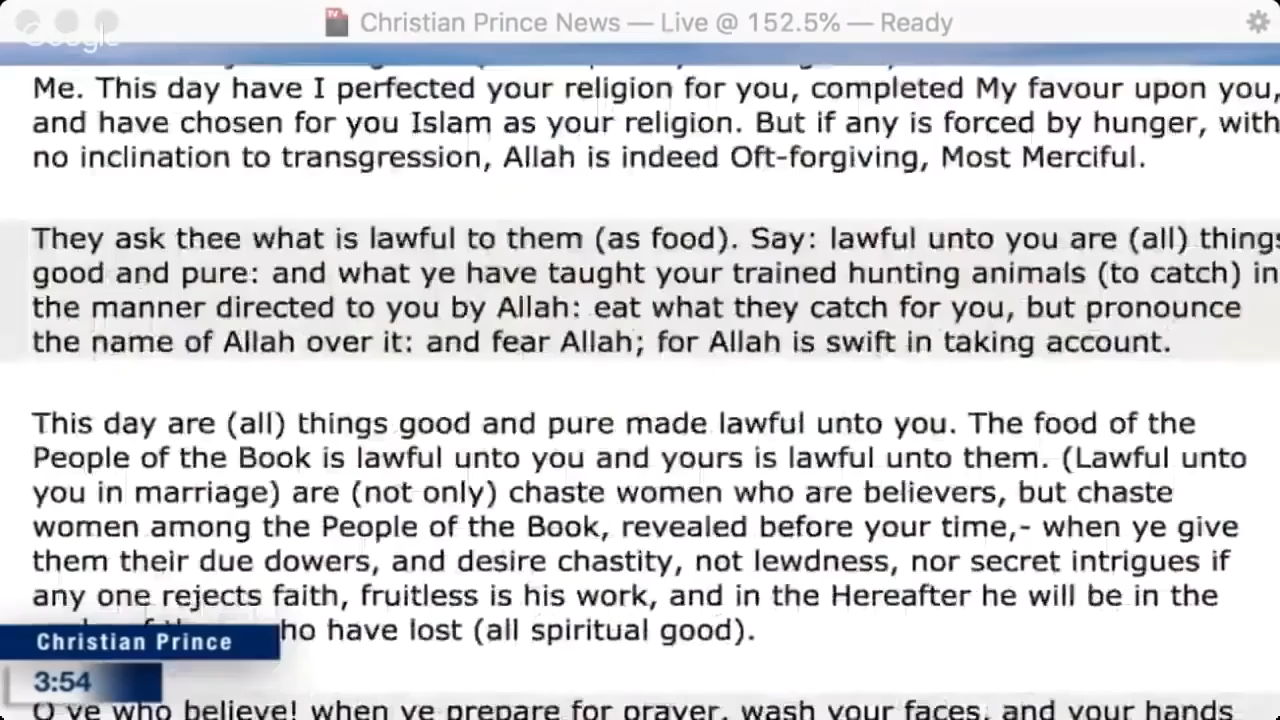 Christian Prince News — Live @ 152.5% — Ready
Google
Me. This day have I perfected your religion for you, completed My favour upon you,
and have chosen for you Islam as your religion. But if any is forced by hunger, with
no inclination to transgression, Allah is indeed Oft-forgiving, Most Merciful.
They ask thee what is lawful to them (as food). Say: lawful unto you are (all) things
good and pure: and what ye have taught your trained hunting animals (to catch) in
the manner directed to you by Allah: eat what they catch for you, but pronounce
the name of Allah over it: and fear Allah; for Allah is swift in taking account.
This day are (all) things good and pure made lawful unto you. The food of the
People of the Book is lawful unto you and yours is lawful unto them. (Lawful unto
you in marriage) are (not only) chaste women who are believers, but chaste
women among the People of the Book, revealed before your time,- when ye give
them their due dowers, and desire chastity, not lewdness, nor secret intrigues if
any one rejects faith, fruitless is his work, and in the Hereafter he will be in the
have lost (all spiritual good).
Christian Prince
3:54
O ye who believe! when ye prepare for prayer, wash your faces, and your hands